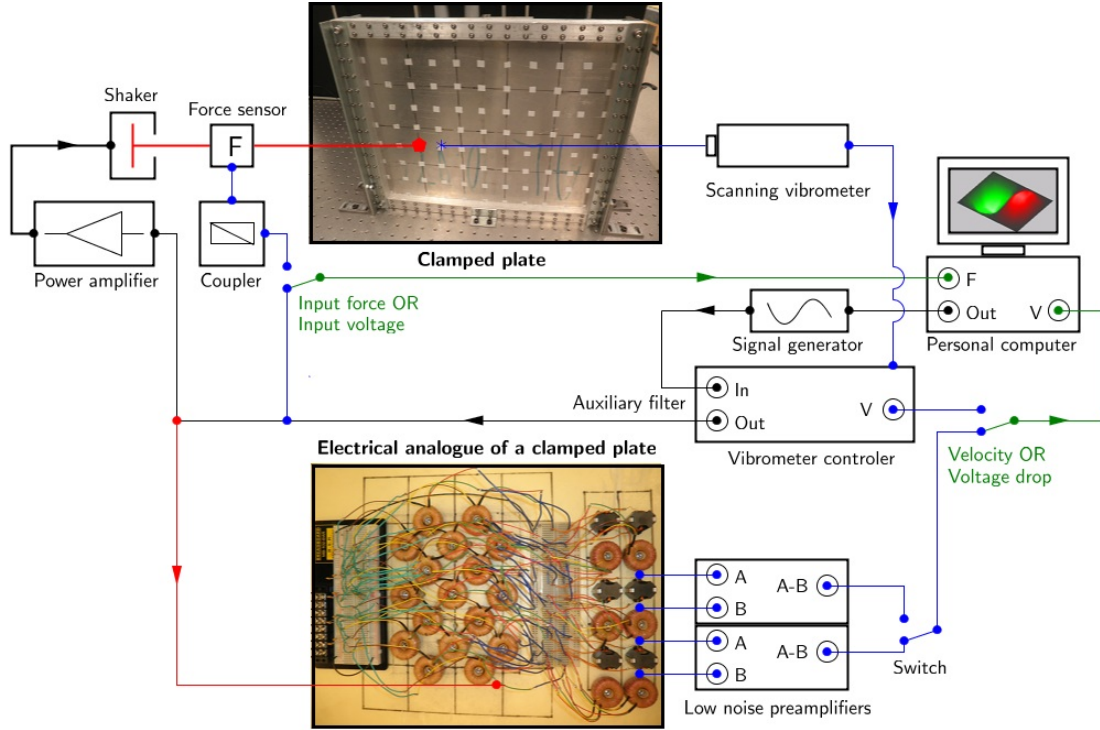 Shaker
Force sensor
F
Power amplifier
Coupler
Clamped plate
Scanning vibrometer
Input force OR
Input voltage
F
Out
V
Signal generator
Personal computer
In
Auxiliary filter
Out
V
Vibrometer controler
Velocity OR
Voltage drop
Electrical analogue of a clamped plate
A
B
A-B
A
B
A-B
Switch
Low noise preamplifiers